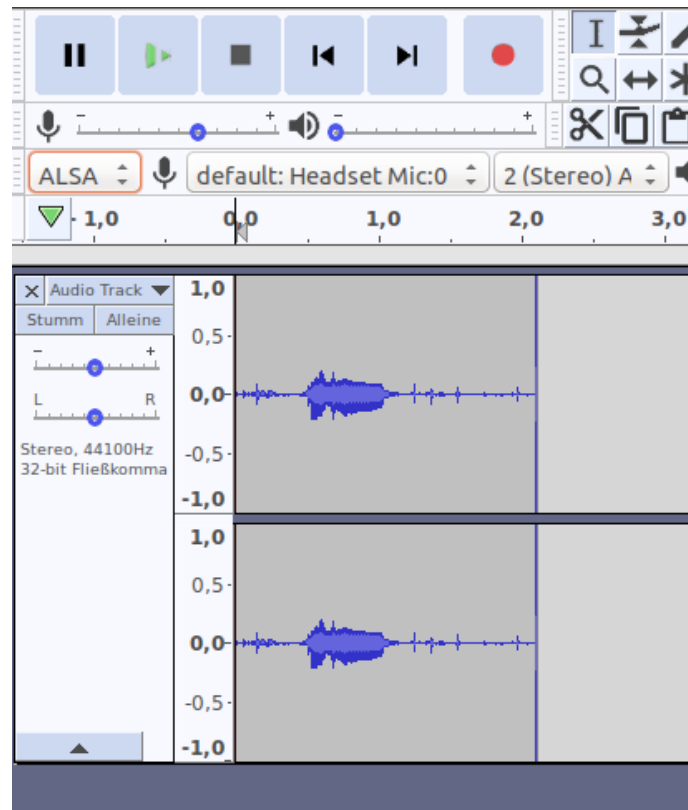 - +
- +
ALSA
default: Headset Mic:0
2 (Stereo) A
- 1,0 0,0 1,0 2,0 3,0
× Audio Track
Stumm Alleine
- +
L R
Stereo, 44100Hz
32-bit Fließkomma
1,0
0,5-
0,0-
-0,5-
-1,0
1,0
0,5-
0,0-
-0,5-
-1,0